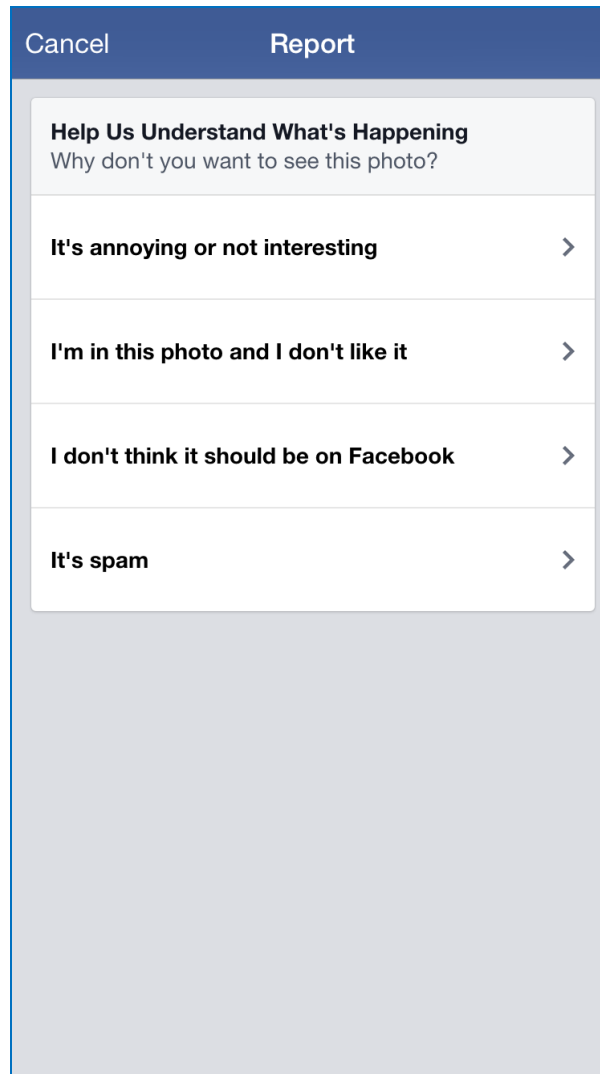 Cancel
Report
Help Us Understand What's Happening
Why don't you want to see this photo?
It's annoying or not interesting
I'm in this photo and I don't like it
I don't think it should be on Facebook
It's spam